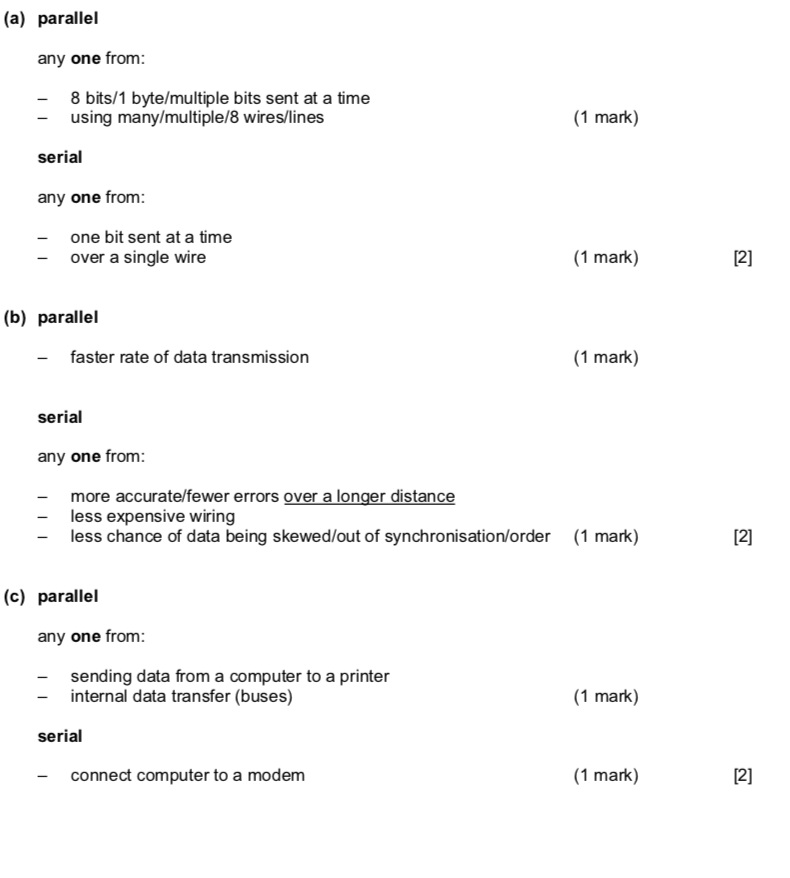 (a) parallel
any one from:
– 8 bits/1 byte/multiple bits sent at a time
– using many/multiple/8 wires/lines (1 mark)
serial
any one from:
– one bit sent at a time
– over a single wire (1 mark) [2]
(b) parallel
– faster rate of data transmission (1 mark)
serial
any one from:
– more accurate/fewer errors over a longer distance
– less expensive wiring
– less chance of data being skewed/out of synchronisation/order (1 mark) [2]
(c) parallel
any one from:
– sending data from a computer to a printer
– internal data transfer (buses) (1 mark)
serial
– connect computer to a modem (1 mark) [2]